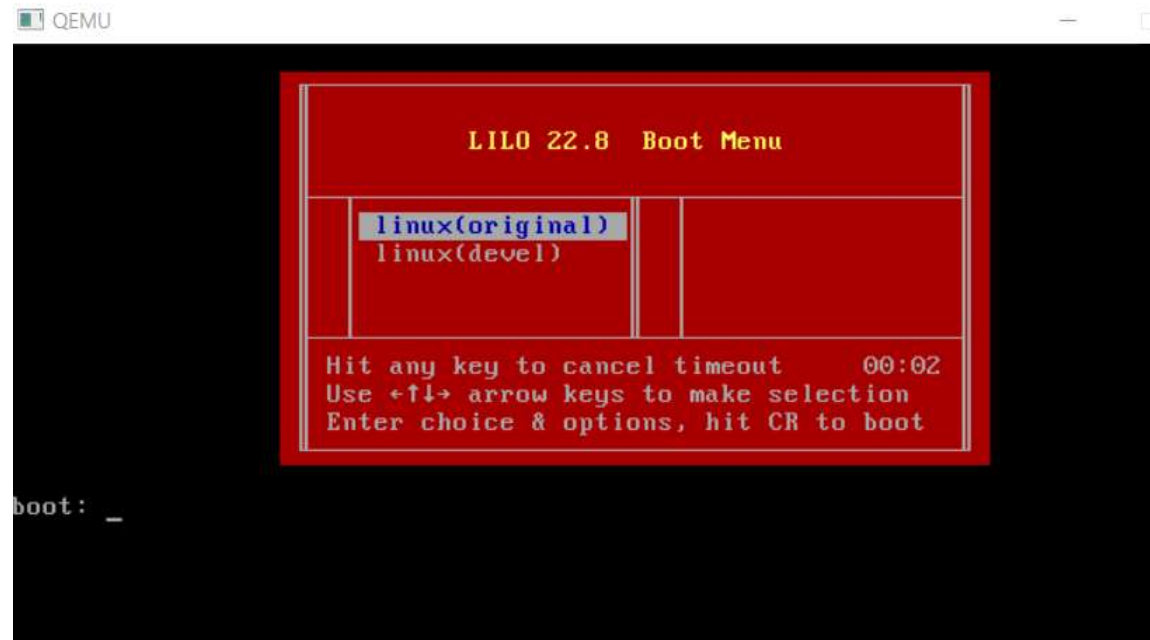 QEMU
LILO 22.8 Boot Menu
linux(original)
linux(devel)
Hit any key to cancel timeout 00:02
Use ←↑↓→ arrow keys to make selection
Enter choice & options, hit CR to boot
boot: _